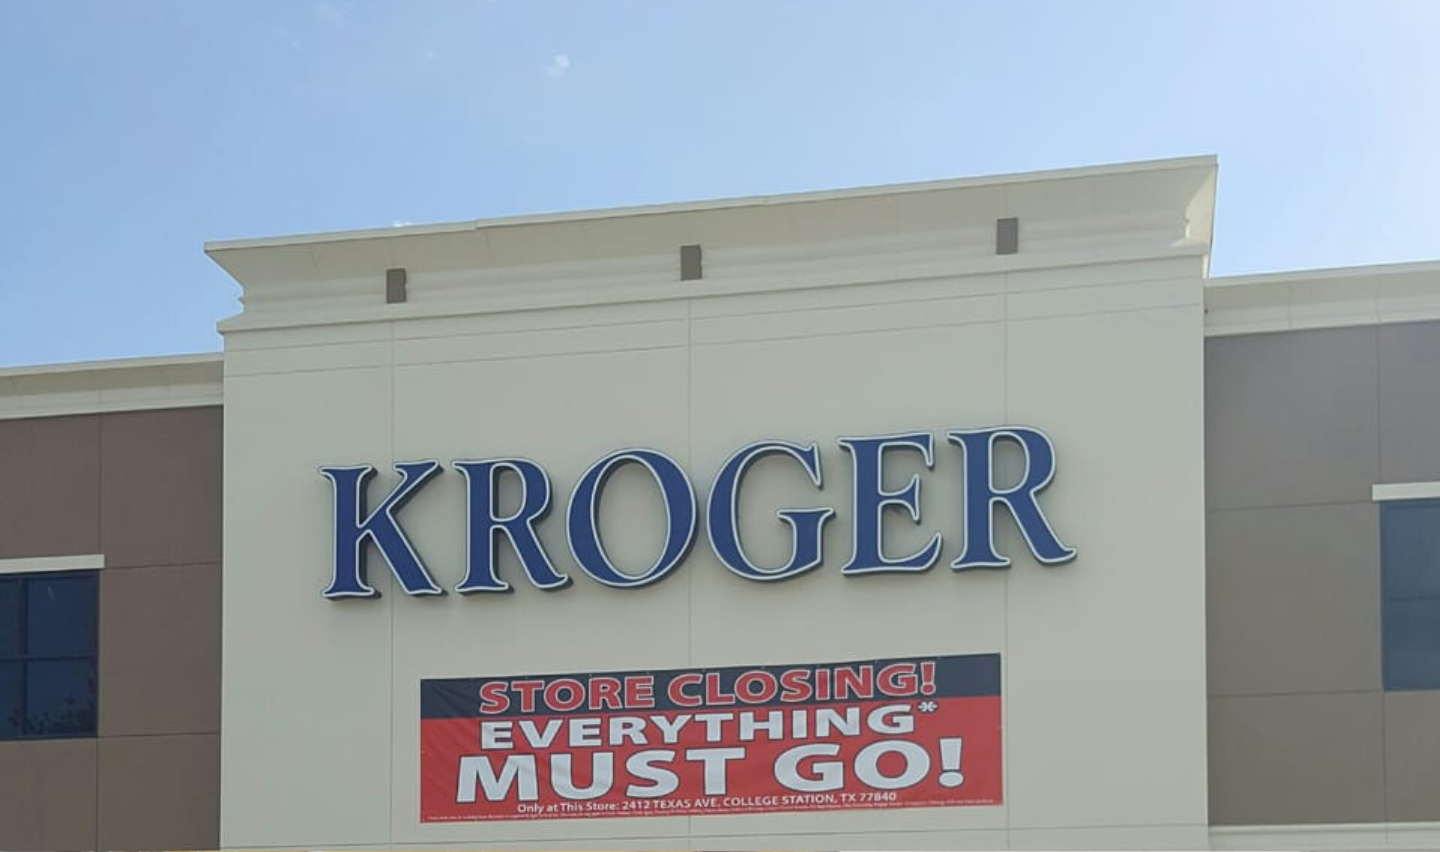 KROGER
STORE CLOSING!
EVERYTHING*
MUST GO!
Only at This Store: 2412 TEXAS AVE. COLLEGE STATION, TX 77840